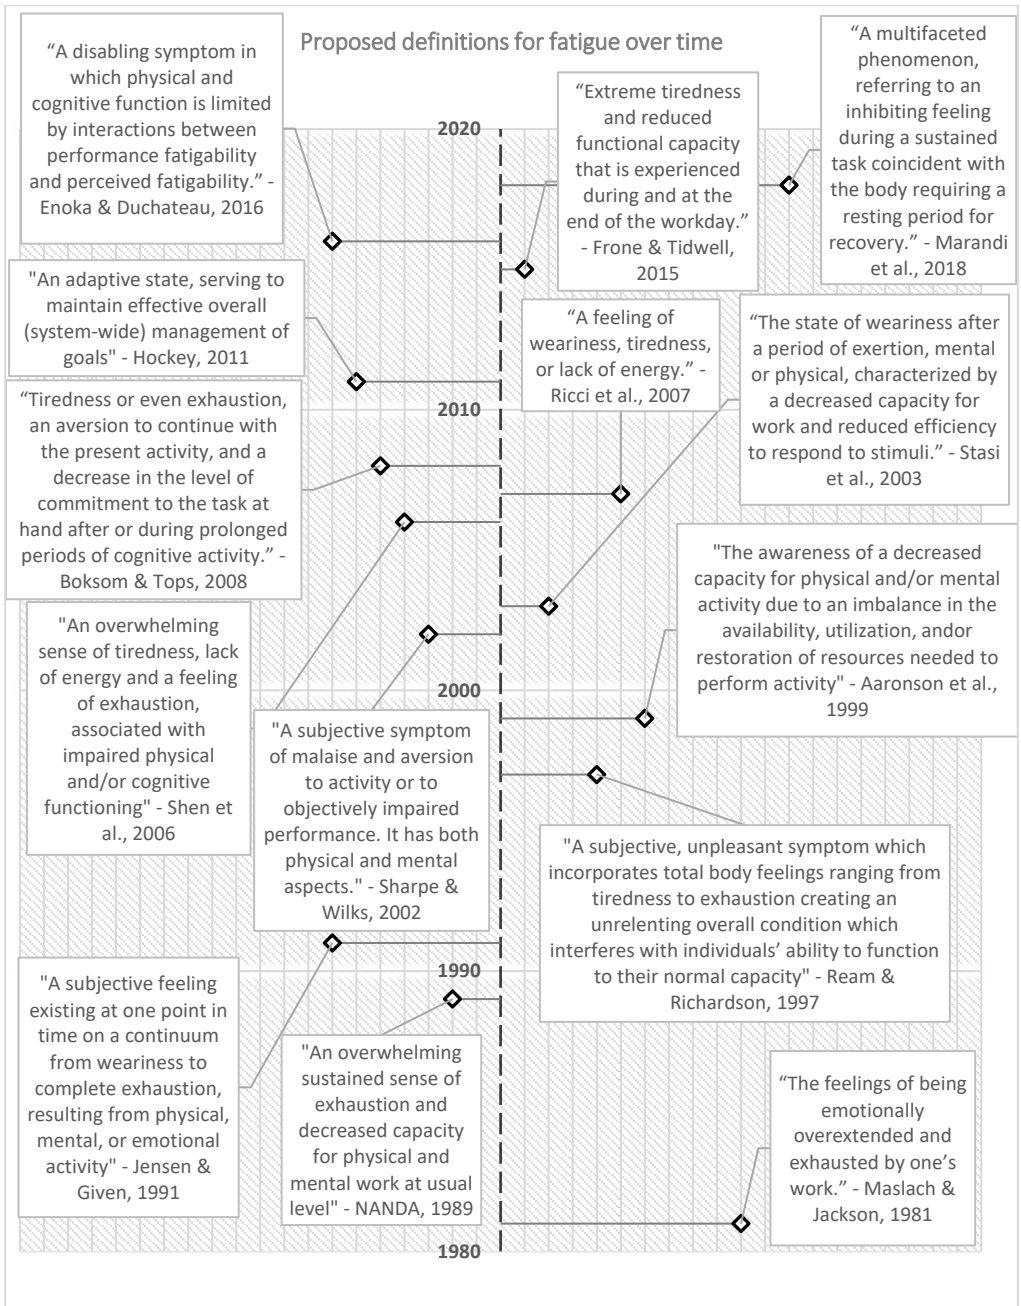 Proposed definitions for fatigue over time
“A disabling symptom in
which physical and
cognitive function is limited
by interactions between
performance fatigability
and perceived fatigability.” -
Enoka & Duchateau, 2016
“Extreme tiredness
and reduced
functional capacity
that is experienced
during and at the
end of the workday.”
- Frone & Tidwell,
2015
“A multifaceted
phenomenon,
referring to an
inhibiting feeling
during a sustained
task coincident with
the body requiring a
resting period for
recovery.” - Marandi
et al., 2018
"An adaptive state, serving to
maintain effective overall
(system-wide) management of
goals" - Hockey, 2011
“A feeling of
weariness, tiredness,
or lack of energy.” -
Ricci et al., 2007
“The state of weariness after
a period of exertion, mental
or physical, characterized by
a decreased capacity for
work and reduced efficiency
to respond to stimuli.” - Stasi
et al., 2003
“Tiredness or even exhaustion,
an aversion to continue with
the present activity, and a
decrease in the level of
commitment to the task at
hand after or during prolonged
periods of cognitive activity.” -
Boksom & Tops, 2008
"The awareness of a decreased
capacity for physical and/or mental
activity due to an imbalance in the
availability, utilization, andor
restoration of resources needed to
perform activity" - Aaronson et al.,
1999
"An overwhelming
sense of tiredness, lack
of energy and a feeling
of exhaustion,
associated with
impaired physical
and/or cognitive
functioning" - Shen et
al., 2006
"A subjective symptom
of malaise and aversion
to activity or to
objectively impaired
performance. It has both
physical and mental
aspects." - Sharpe &
Wilks, 2002
"A subjective, unpleasant symptom which
incorporates total body feelings ranging from
tiredness to exhaustion creating an
unrelenting overall condition which
interferes with individuals’ ability to function
to their normal capacity" - Ream &
Richardson, 1997
"A subjective feeling
existing at one point in
time on a continuum
from weariness to
complete exhaustion,
resulting from physical,
mental, or emotional
activity" - Jensen &
Given, 1991
"An overwhelming
sustained sense of
exhaustion and
decreased capacity
for physical and
mental work at usual
level" - NANDA, 1989
“The feelings of being
emotionally
overextended and
exhausted by one’s
work.” - Maslach &
Jackson, 1981
2020
2010
2000
1990
1980